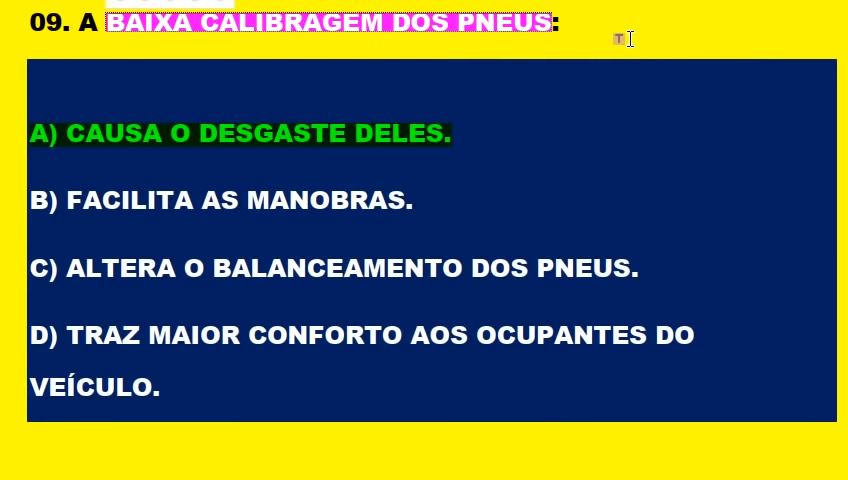 09. A BAIXA CALIBRAGEM DOS PNEUS:
A) CAUSA O DESGASTE DELES.
B) FACILITA AS MANOBRAS.
C) ALTERA O BALANCEAMENTO DOS PNEUS.
D) TRAZ MAIOR CONFORTO AOS OCUPANTES DO
VEÍCULO.